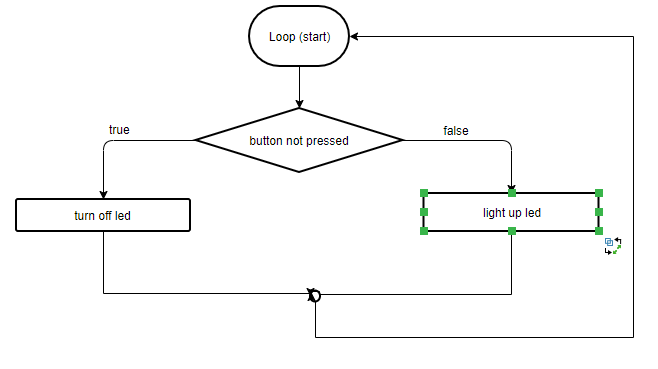 Loop (start)
button not pressed
true
false
turn off led
light up led